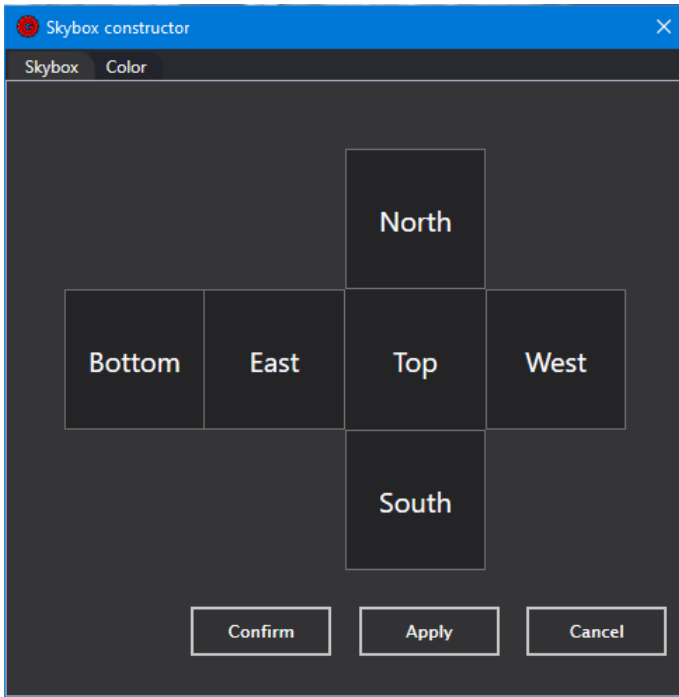 Skybox constructor
Skybox Color
North
Bottom East Top West
South
Confirm Apply Cancel